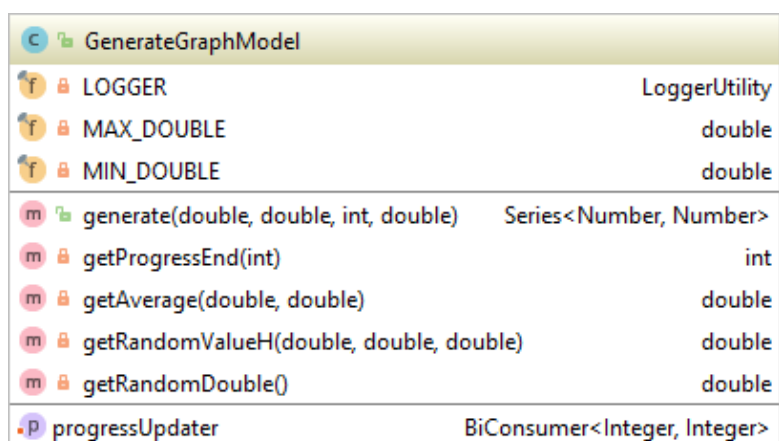 C GenerateGraphModel
f LOGGER LoggerUtility
f MAX_DOUBLE double
f MIN_DOUBLE double
m generate(double, double, int, double) Series<Number, Number>
m getProgressEnd(int) int
m getAverage(double, double) double
m getRandomValueH(double, double, double) double
m getRandomDouble() double
P progressUpdater BiConsumer<Integer, Integer>